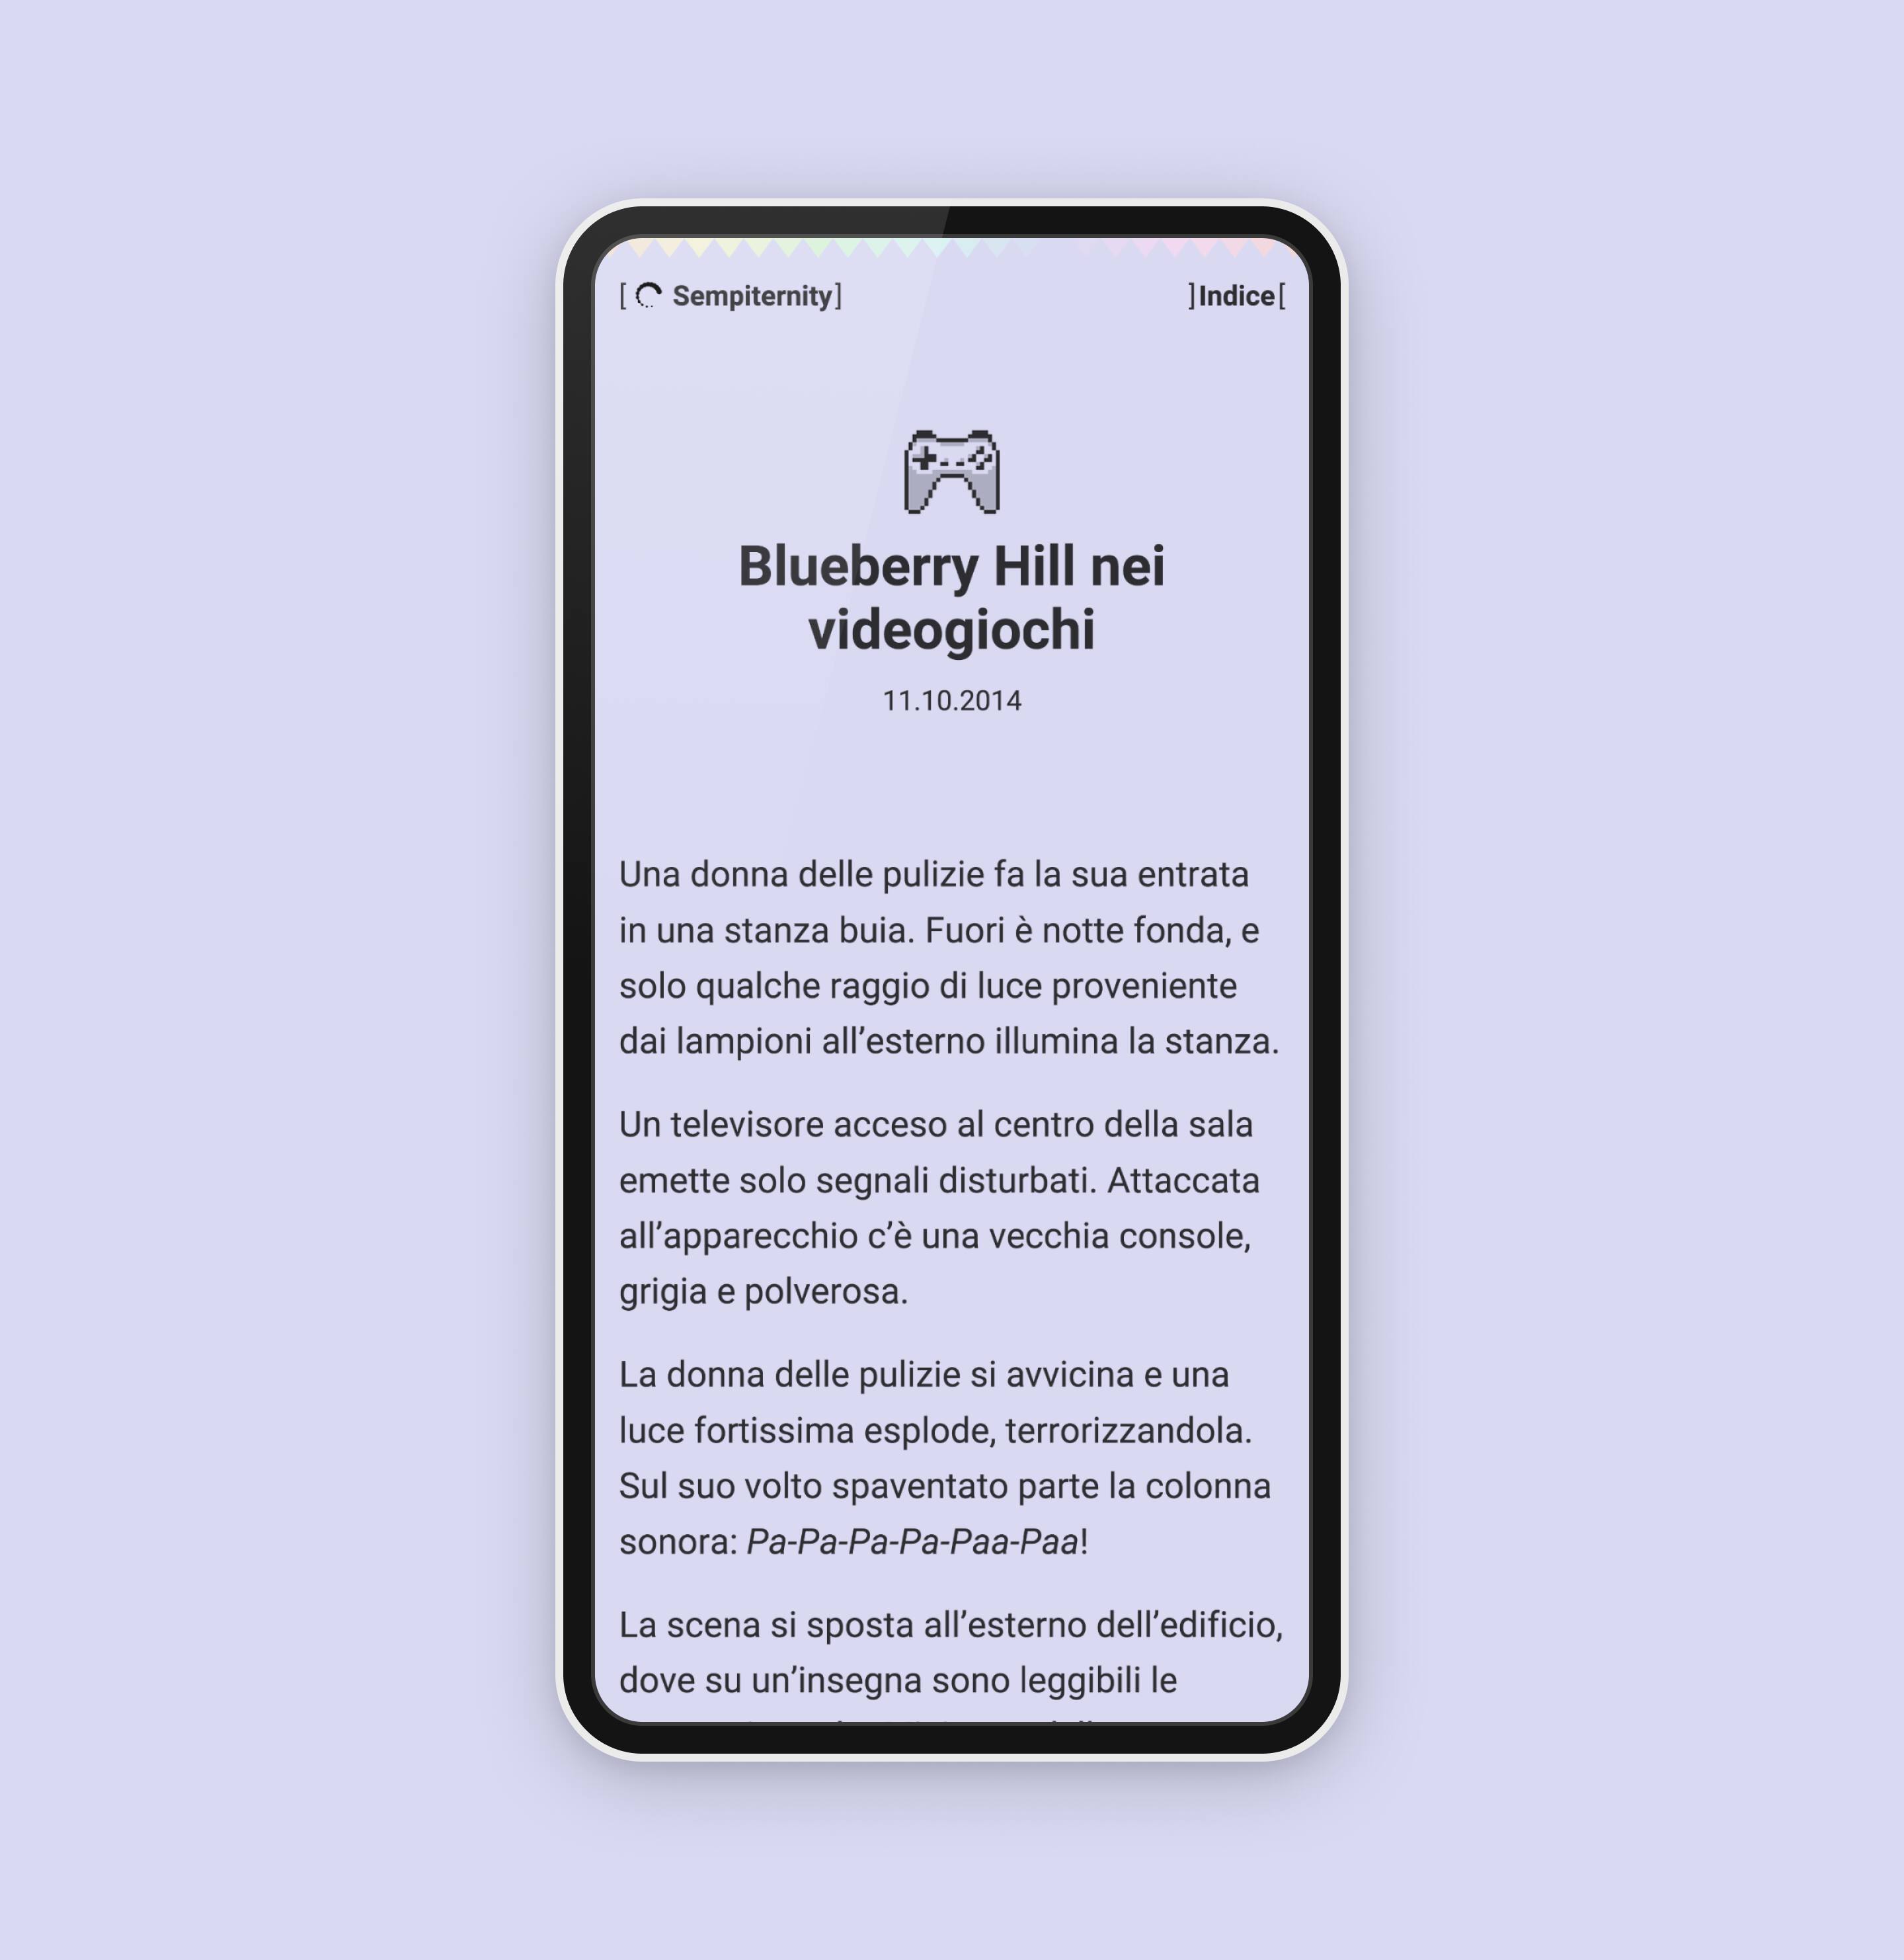 [ Sempiternity] ]Indice[
Blueberry Hill nei
videogiochi
11.10.2014
Una donna delle pulizie fa la sua entrata
in una stanza buia. Fuori è notte fonda, e
solo qualche raggio di luce proveniente
dai lampioni all’esterno illumina la stanza.
Un televisore acceso al centro della sala
emette solo segnali disturbati. Attaccata
all’apparecchio c’è una vecchia console,
grigia e polverosa.
La donna delle pulizie si avvicina e una
luce fortissima esplode, terrorizzandola.
Sul suo volto spaventato parte la colonna
sonora: Pa-Pa-Pa-Pa-Paa-Paa!
La scena si sposta all’esterno dell’edificio,
dove su un’insegna sono leggibili le